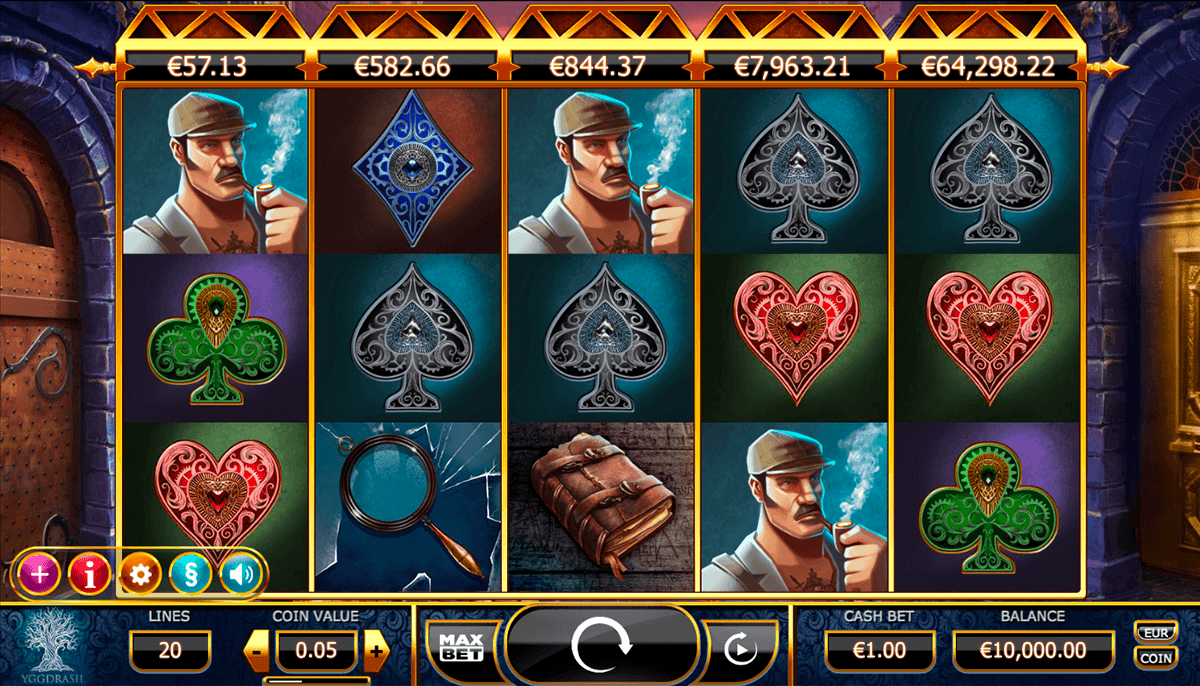 €57.13 €582.66 €844.37 €7,963.21 €64,298.22
+ i §
LINES COIN VALUE CASH BET BALANCE
20 - 0.05 + MAX BET €1.00 €10,000.00
EUR
COIN
YGGDRASIL